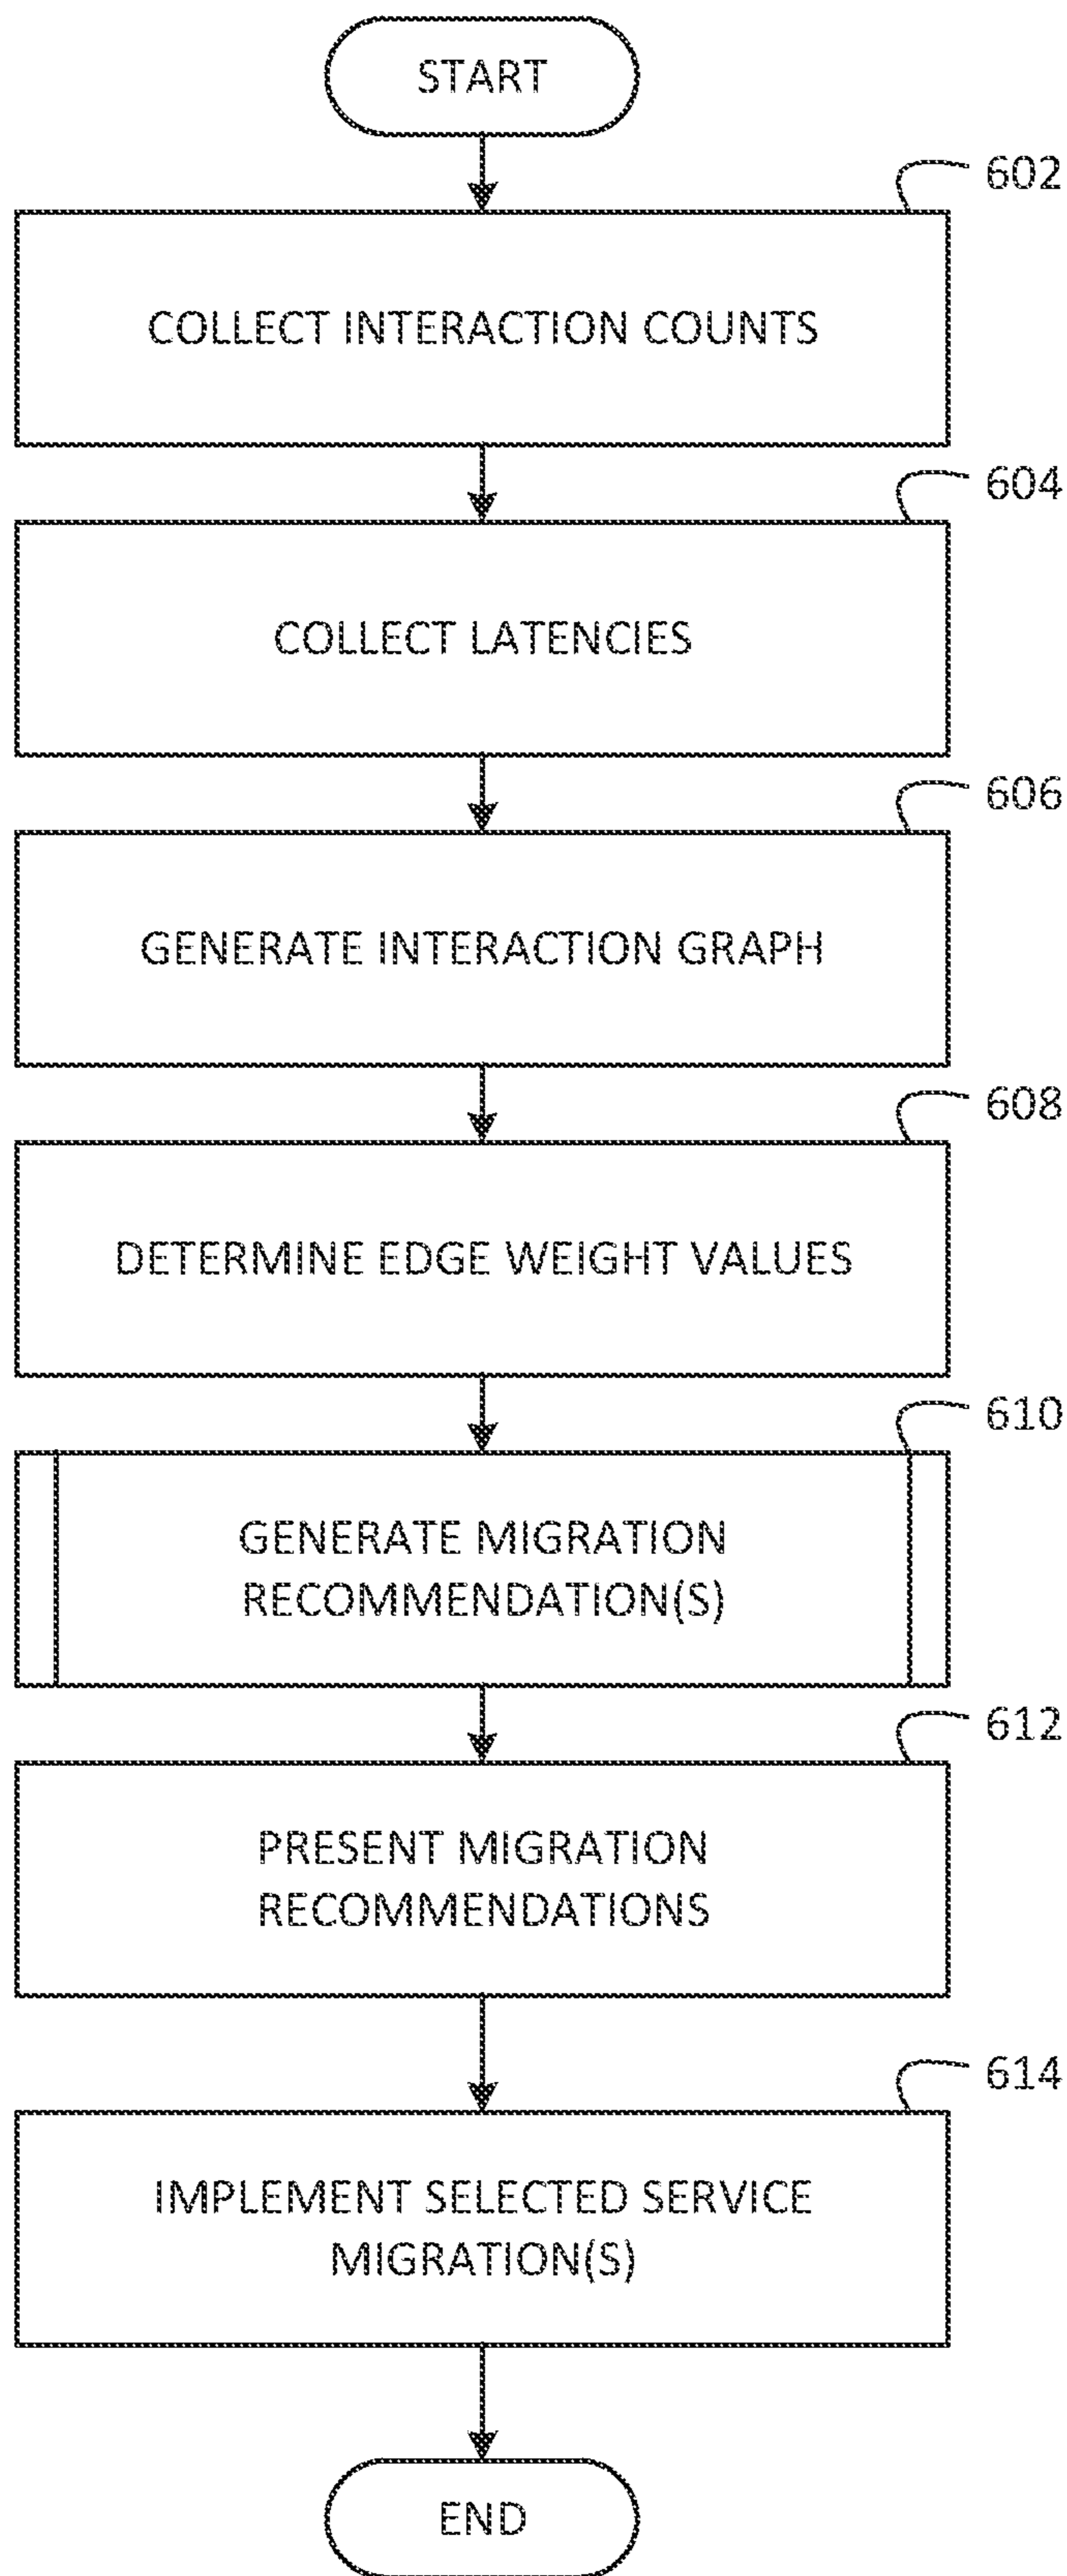 START
602
COLLECT INTERACTION COUNTS
604
COLLECT LATENCIES
606
GENERATE INTERACTION GRAPH
608
DETERMINE EDGE WEIGHT VALUES
610
GENERATE MIGRATION
RECOMMENDATION(S)
612
PRESENT MIGRATION
RECOMMENDATIONS
614
IMPLEMENT SELECTED SERVICE
MIGRATION(S)
END